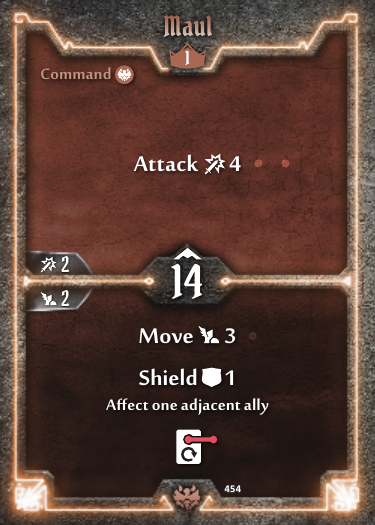 Maul
1
Command
Attack 4
2
14
2
Move 3
Shield 1
Affect one adjacent ally
454